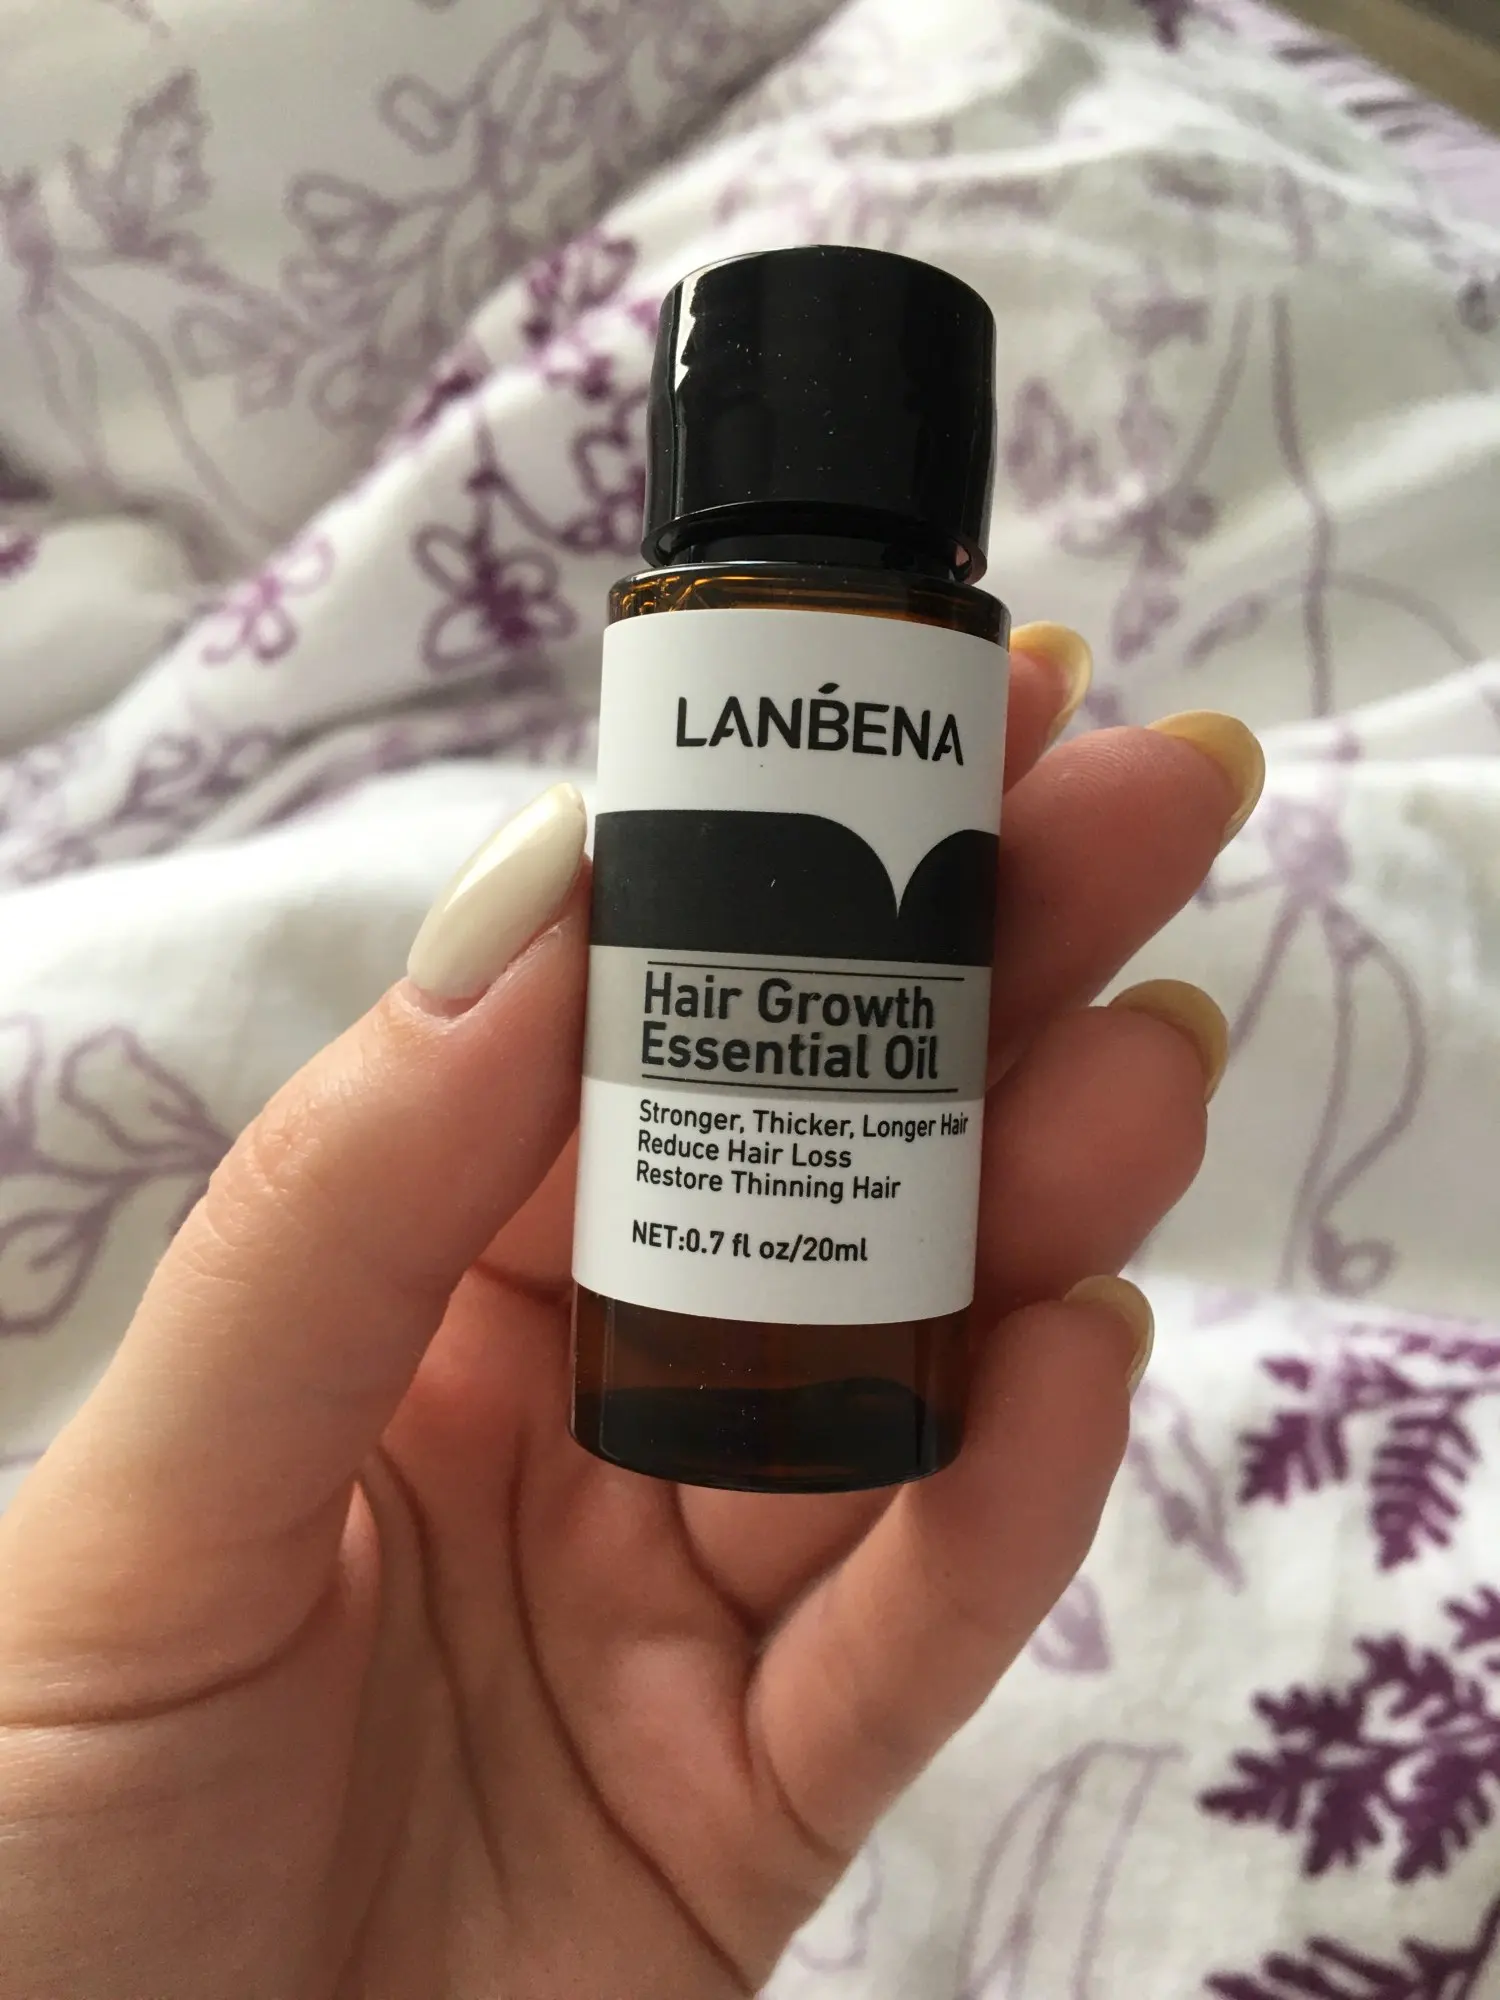 LANBENA
Hair Growth
Essential Oil
Stronger, Thicker, Longer Hair
Reduce Hair Loss
Restore Thinning Hair
NET:0.7 fl oz/20ml